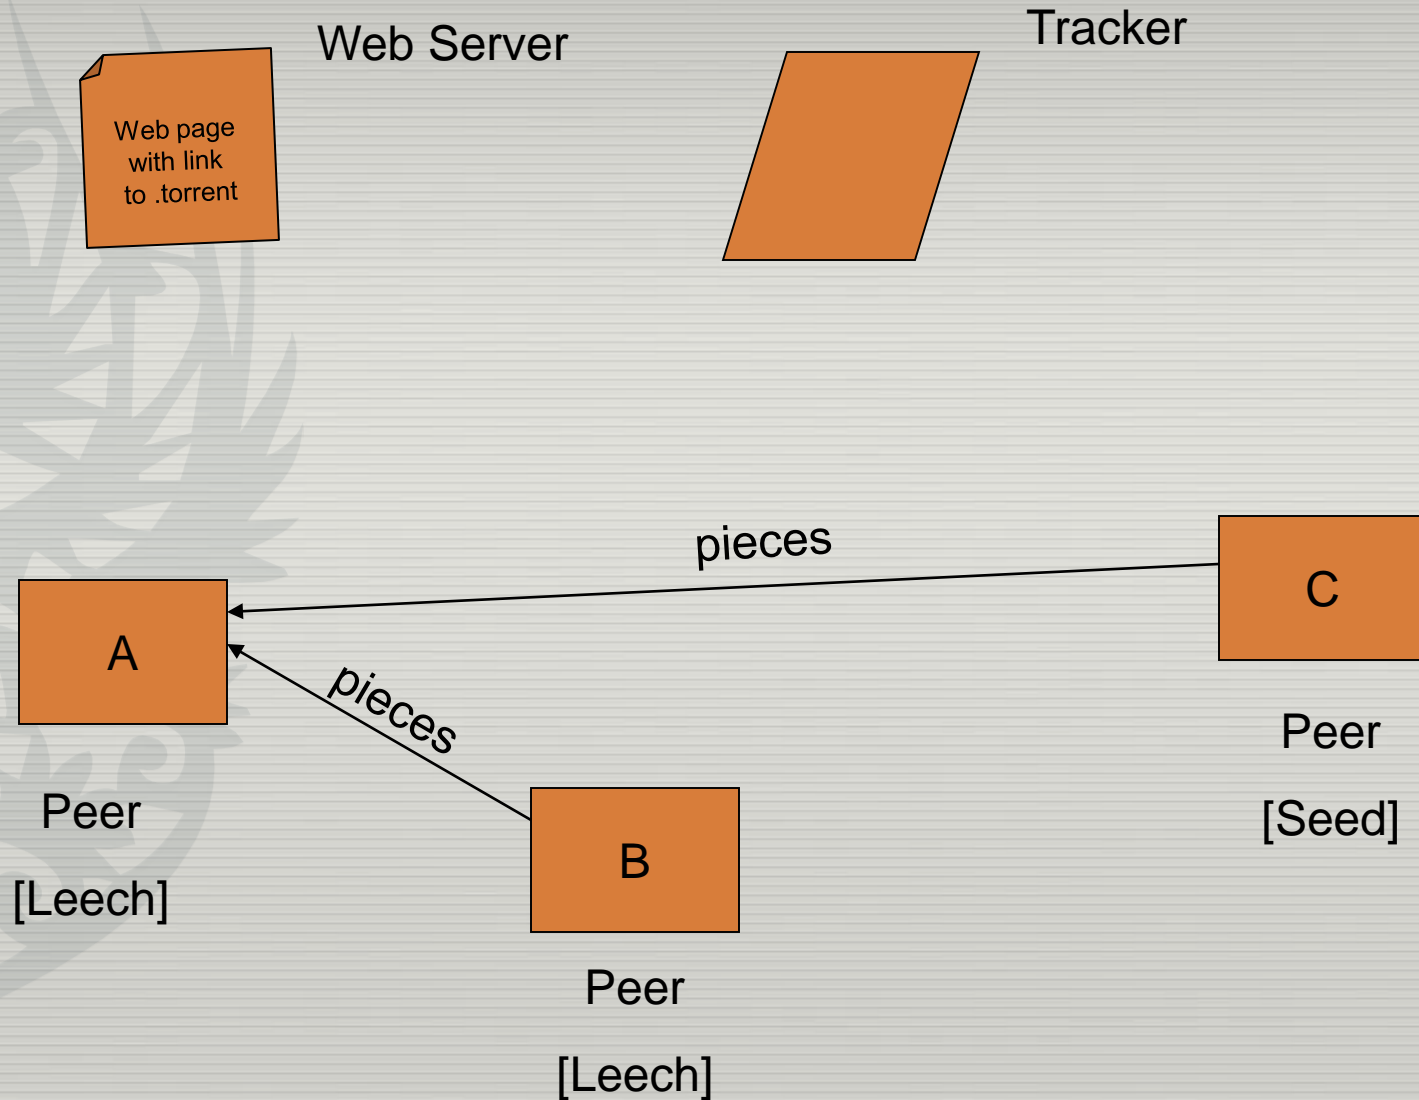 Web Server
Tracker
Web page
with link
to .torrent
pieces
C
A
pieces
Peer
Peer
[Seed]
B
[Leech]
Peer
[Leech]